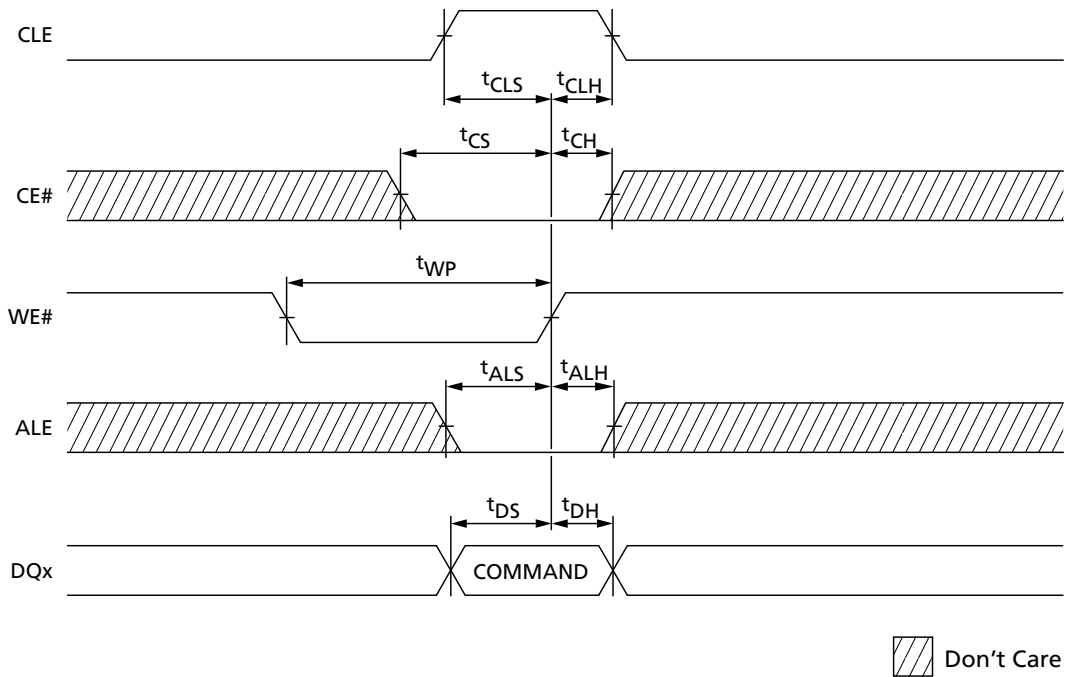 CLE
tCLS tCLH
tCS tCH
CE#
tWP
WE#
tALS tALH
ALE
tDS tDH
DQx COMMAND
Don't Care